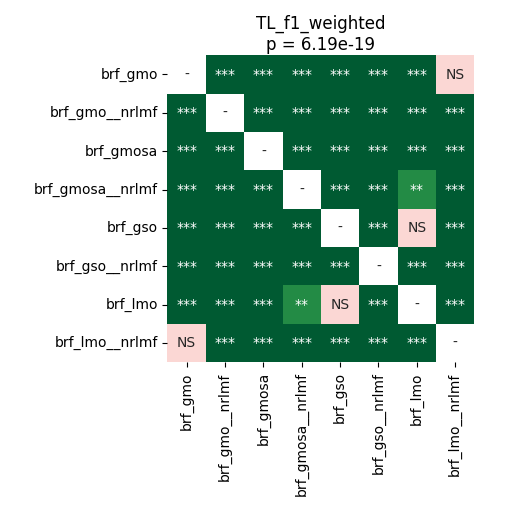 TL_f1_weighted
p = 6.19e-19
brf_gmo - *** *** *** *** *** *** NS
brf_gmo__nrlmf *** - *** *** *** *** *** ***
brf_gmosa *** *** - *** *** *** *** ***
brf_gmosa__nrlmf *** *** *** - *** *** ** ***
brf_gso *** *** *** *** - *** NS ***
brf_gso__nrlmf *** *** *** *** *** - *** ***
brf_lmo *** *** *** ** NS *** - ***
brf_lmo__nrlmf NS *** *** *** *** *** *** -
brf_gmo
brf_gmo__nrlmf
brf_gmosa
brf_gmosa__nrlmf
brf_gso
brf_gso__nrlmf
brf_lmo
brf_lmo__nrlmf